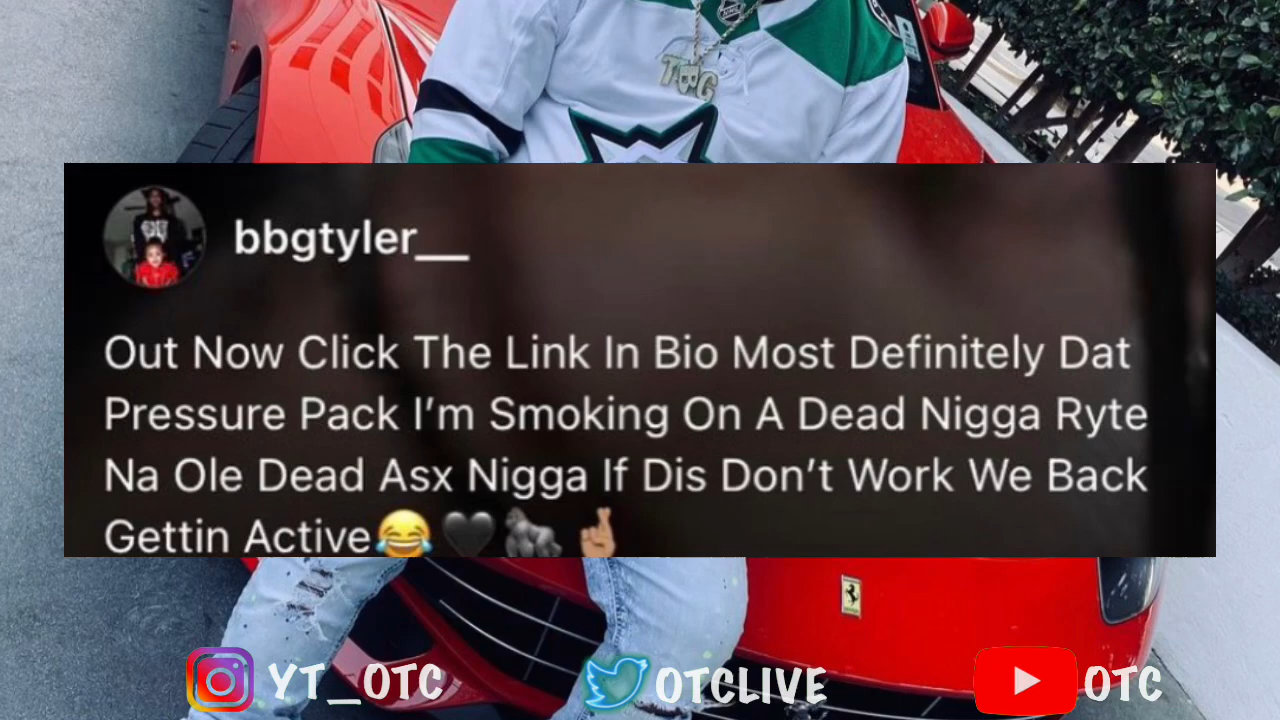 TBG
bbgtyler__
Out Now Click The Link In Bio Most Definitely Dat
Pressure Pack I'm Smoking On A Dead Nigga Ryte
Na Ole Dead Asx Nigga If Dis Don't Work We Back
Gettin Active😂🖤🦍🤞🏽
YT_OTC
OTCLIVE
OTC